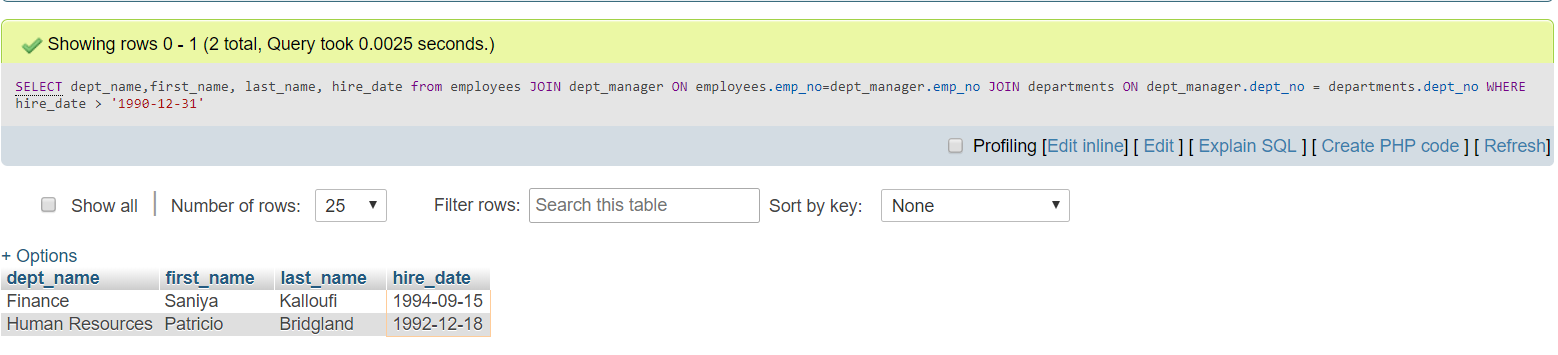 Showing rows 0 - 1 (2 total, Query took 0.0025 seconds.)
SELECT dept_name,first_name, last_name, hire_date from employees JOIN dept_manager ON employees.emp_no=dept_manager.emp_no JOIN departments ON dept_manager.dept_no = departments.dept_no WHERE
hire_date > '1990-12-31'
Profiling [Edit inline] [ Edit ] [ Explain SQL ] [ Create PHP code ] [ Refresh]
Show all | Number of rows: 25 Filter rows: Search this table Sort by key: None
+ Options
dept_name first_name last_name hire_date
Finance Saniya Kalloufi 1994-09-15
Human Resources Patricio Bridgland 1992-12-18